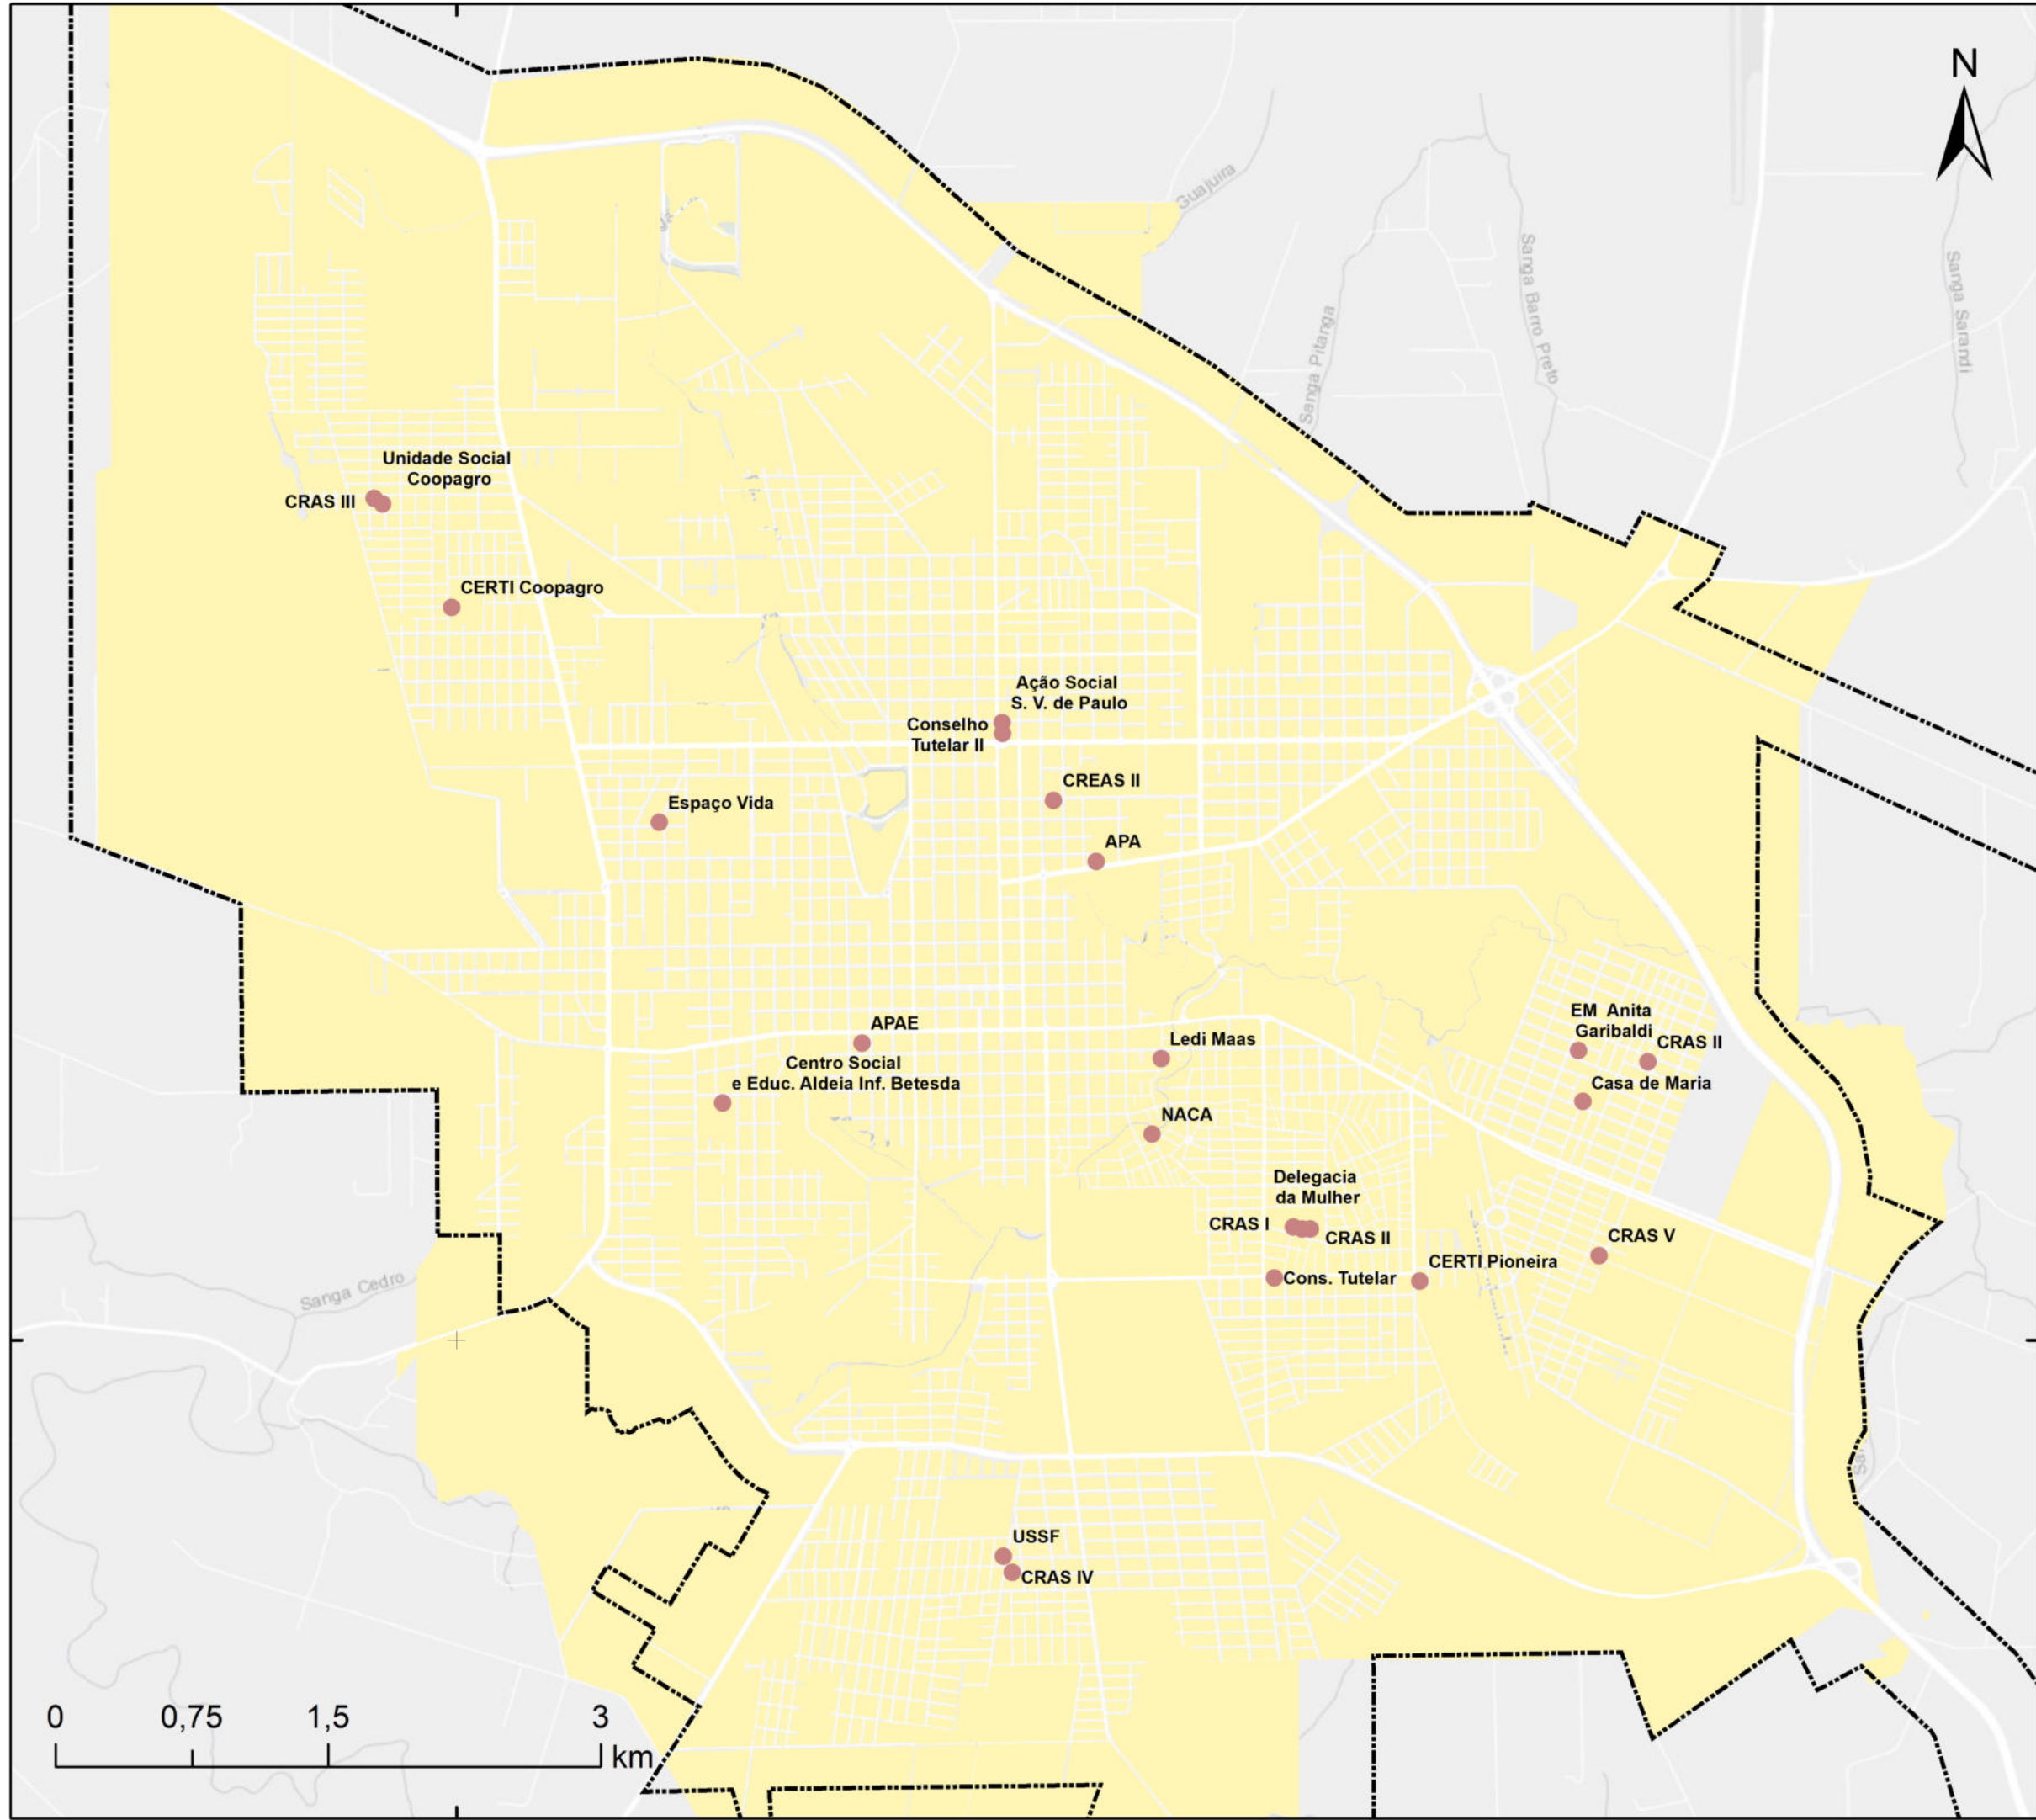 N
Guajuira
Sanga Pitanga
Sanga Barro Preto
Sanga Sarandi
Unidade Social
Coopagro
CRAS III
CERTI Coopagro
Ação Social
S. V. de Paulo
Conselho
Tutelar II
CREAS II
Espaço Vida
APA
EM Anita
Garibaldi
CRAS II
APAE
Ledi Maas
Centro Social
e Educ. Aldeia Inf. Betesda
Casa de Maria
NACA
Delegacia
da Mulher
CRAS I
CRAS II
CRAS V
CERTI Pioneira
Cons. Tutelar
Sanga Cedro
USSF
CRAS IV
0 0,75 1,5 3
km